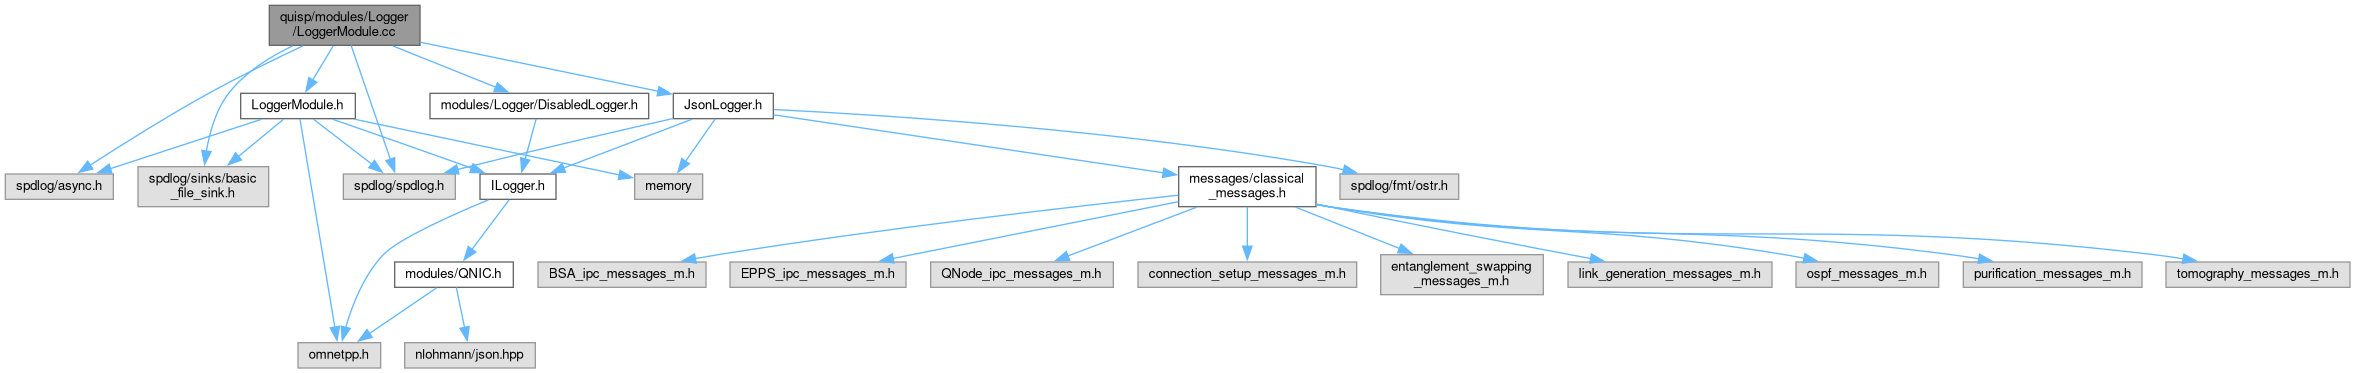 quisp/modules/Logger
/LoggerModule.cc
LoggerModule.h
modules/Logger/DisabledLogger.h
JsonLogger.h
spdlog/async.h
spdlog/sinks/basic
_file_sink.h
spdlog/spdlog.h
ILogger.h
memory
messages/classical
_messages.h
spdlog/fmt/ostr.h
modules/QNIC.h
BSA_ipc_messages_m.h
EPPS_ipc_messages_m.h
QNode_ipc_messages_m.h
connection_setup_messages_m.h
entanglement_swapping
_messages_m.h
link_generation_messages_m.h
ospf_messages_m.h
purification_messages_m.h
tomography_messages_m.h
omnetpp.h
nlohmann/json.hpp